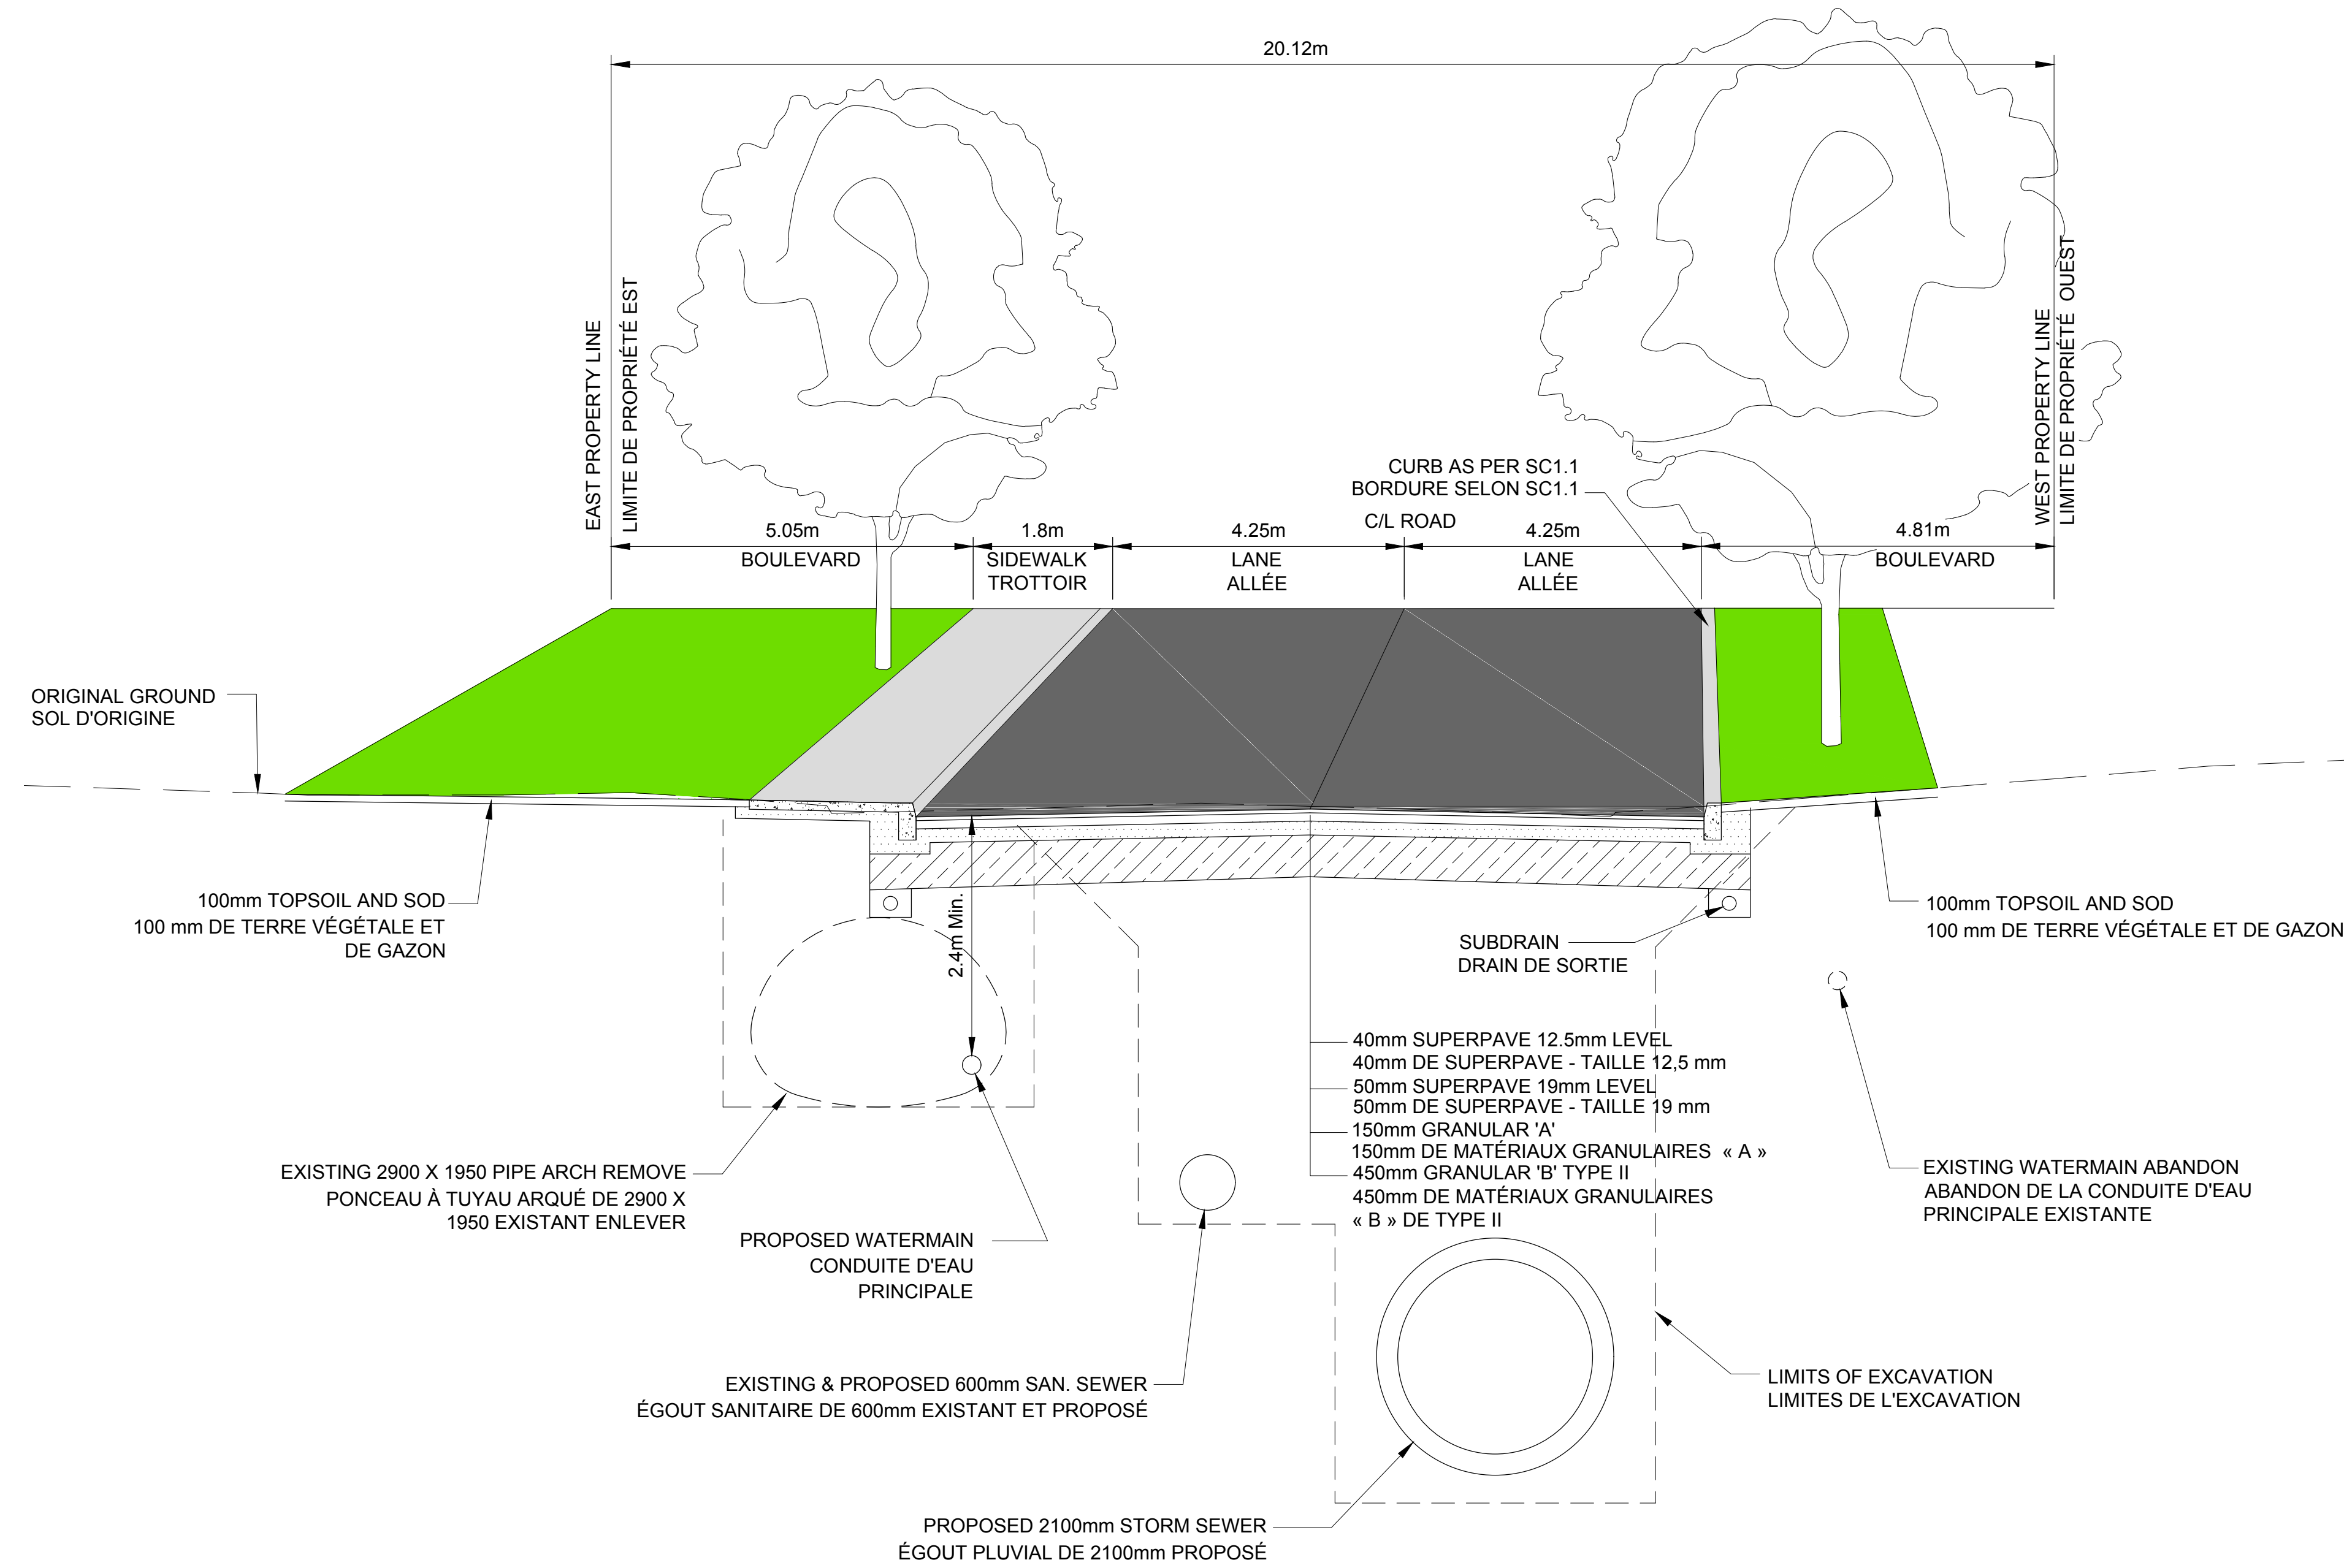 20.12m
EAST PROPERTY LINE
LIMITE DE PROPRIÉTÉ EST
WEST PROPERTY LINE
LIMITE DE PROPRIÉTÉ OUEST
CURB AS PER SC1.1
BORDURE SELON SC1.1
C/L ROAD
5.05m
BOULEVARD
1.8m
SIDEWALK
TROTTOIR
4.25m
LANE
ALLÉE
4.25m
LANE
ALLÉE
4.81m
BOULEVARD
ORIGINAL GROUND
SOL D'ORIGINE
100mm TOPSOIL AND SOD
100 mm DE TERRE VÉGÉTALE ET
DE GAZON
2.4m Min.
SUBDRAIN
DRAIN DE SORTIE
100mm TOPSOIL AND SOD
100 mm DE TERRE VÉGÉTALE ET DE GAZON
40mm SUPERPAVE 12.5mm LEVEL
40mm DE SUPERPAVE - TAILLE 12,5 mm
50mm SUPERPAVE 19mm LEVEL
50mm DE SUPERPAVE - TAILLE 19 mm
150mm GRANULAR 'A'
150mm DE MATÉRIAUX GRANULAIRES « A »
450mm GRANULAR 'B' TYPE II
450mm DE MATÉRIAUX GRANULAIRES
« B » DE TYPE II
EXISTING 2900 X 1950 PIPE ARCH REMOVE
PONCEAU À TUYAU ARQUÉ DE 2900 X
1950 EXISTANT ENLEVER
PROPOSED WATERMAIN
CONDUITE D'EAU
PRINCIPALE
EXISTING WATERMAIN ABANDON
ABANDON DE LA CONDUITE D'EAU
PRINCIPALE EXISTANTE
EXISTING & PROPOSED 600mm SAN. SEWER
ÉGOUT SANITAIRE DE 600mm EXISTANT ET PROPOSÉ
LIMITS OF EXCAVATION
LIMITES DE L'EXCAVATION
PROPOSED 2100mm STORM SEWER
ÉGOUT PLUVIAL DE 2100mm PROPOSÉ